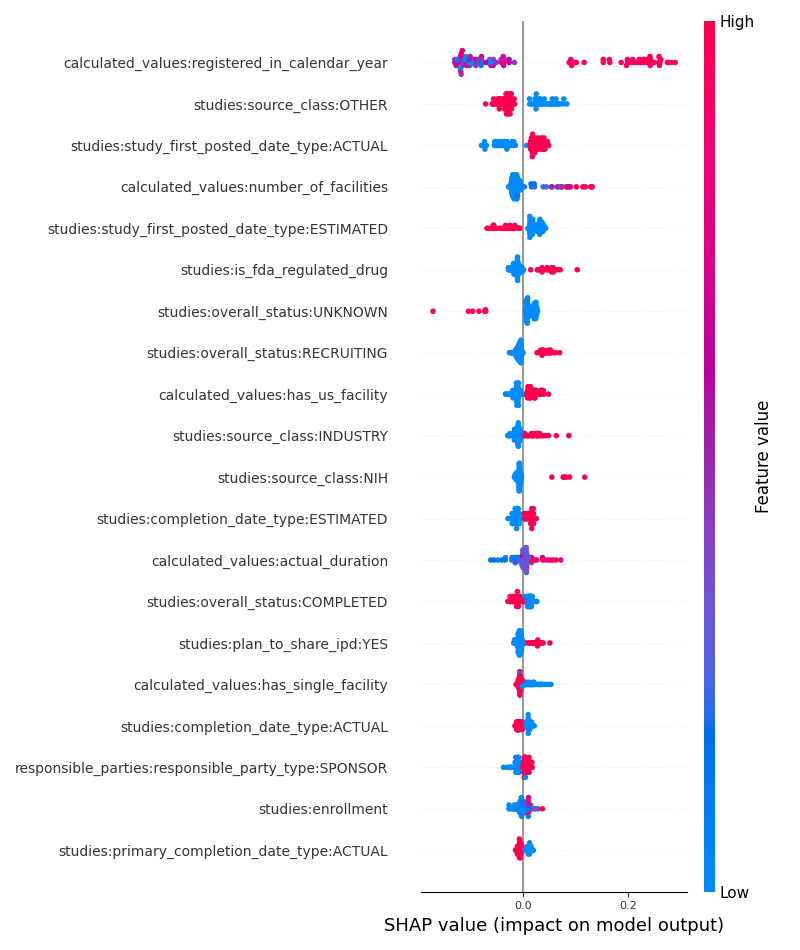 High
calculated_values:registered_in_calendar_year
studies:source_class:OTHER
studies:study_first_posted_date_type:ACTUAL
calculated_values:number_of_facilities
studies:study_first_posted_date_type:ESTIMATED
studies:is_fda_regulated_drug
studies:overall_status:UNKNOWN
studies:overall_status:RECRUITING
calculated_values:has_us_facility
studies:source_class:INDUSTRY
studies:source_class:NIH
studies:completion_date_type:ESTIMATED
calculated_values:actual_duration
studies:overall_status:COMPLETED
studies:plan_to_share_ipd:YES
calculated_values:has_single_facility
studies:completion_date_type:ACTUAL
responsible_parties:responsible_party_type:SPONSOR
studies:enrollment
studies:primary_completion_date_type:ACTUAL
Feature value
Low
0.0 0.2
SHAP value (impact on model output)